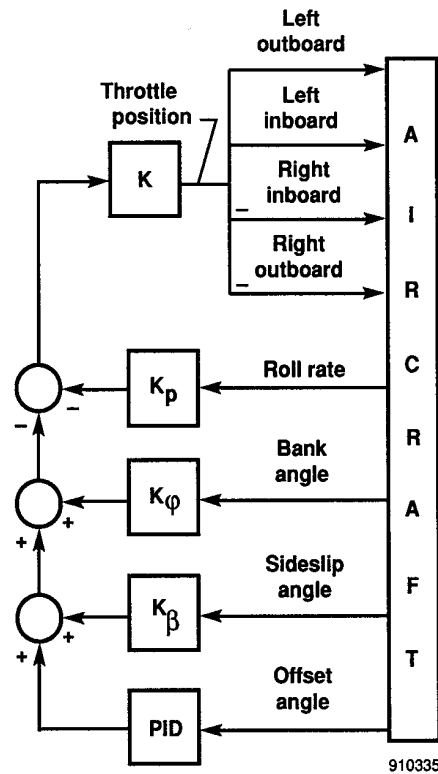 Left
outboard
Throttle
position
Left
inboard
K
Right
inboard
–
Right
outboard
–
AIRCRAFT
Roll rate
Kp
–
–
Bank
angle
Kφ
+
+
Sideslip
angle
Kβ
+
+
Offset
angle
PID
910335